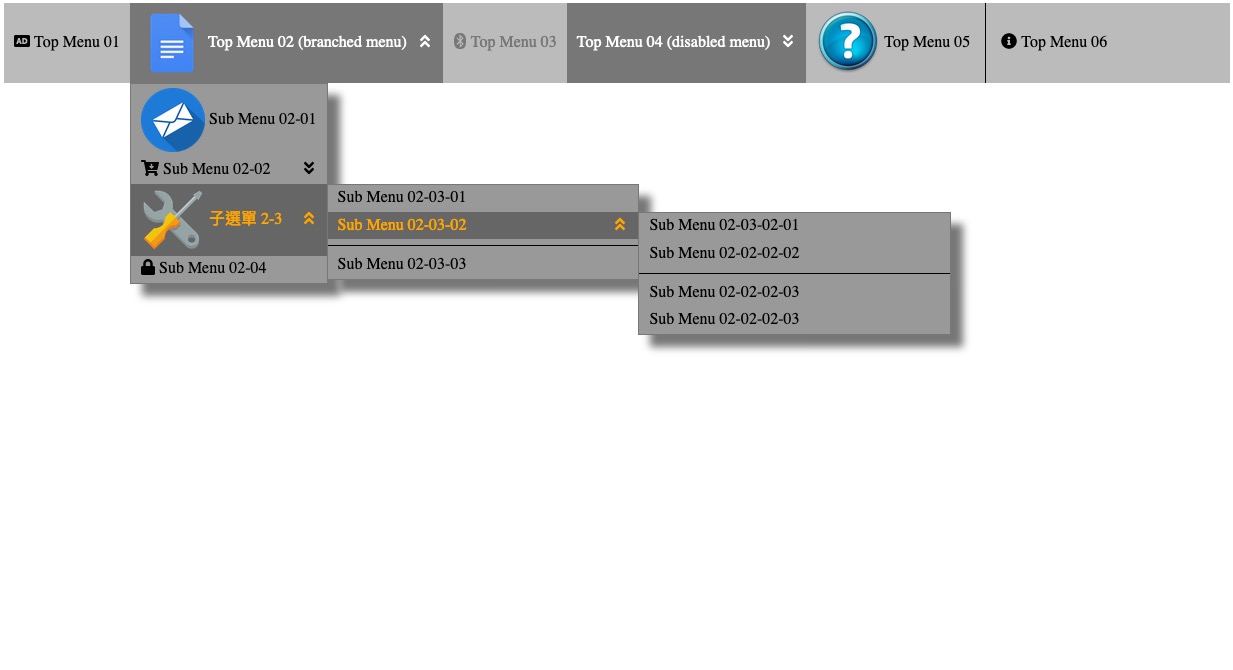 AD Top Menu 01
Top Menu 02 (branched menu)
Top Menu 03
Top Menu 04 (disabled menu)
? Top Menu 05
Top Menu 06
Sub Menu 02-01
Sub Menu 02-02
子選單 2-3
Sub Menu 02-04
Sub Menu 02-03-01
Sub Menu 02-03-02
Sub Menu 02-03-03
Sub Menu 02-03-02-01
Sub Menu 02-02-02-02
Sub Menu 02-02-02-03
Sub Menu 02-02-02-03